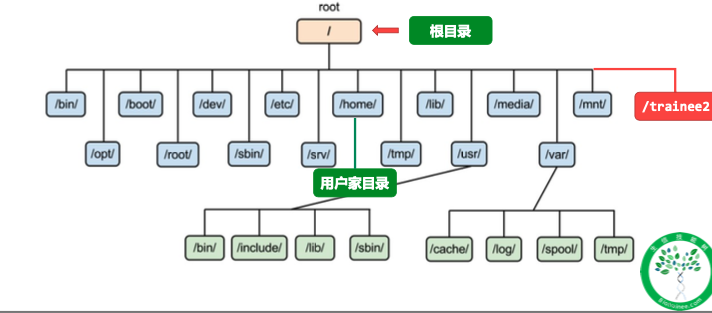 root
/
根目录
/bin/
/boot/
/dev/
/etc/
/home/
/lib/
/media/
/mnt/
/trainee2
/opt/
/root/
/sbin/
/srv/
/tmp/
/usr/
/var/
用户家目录
/bin/
/include/
/lib/
/sbin/
/cache/
/log/
/spool/
/tmp/